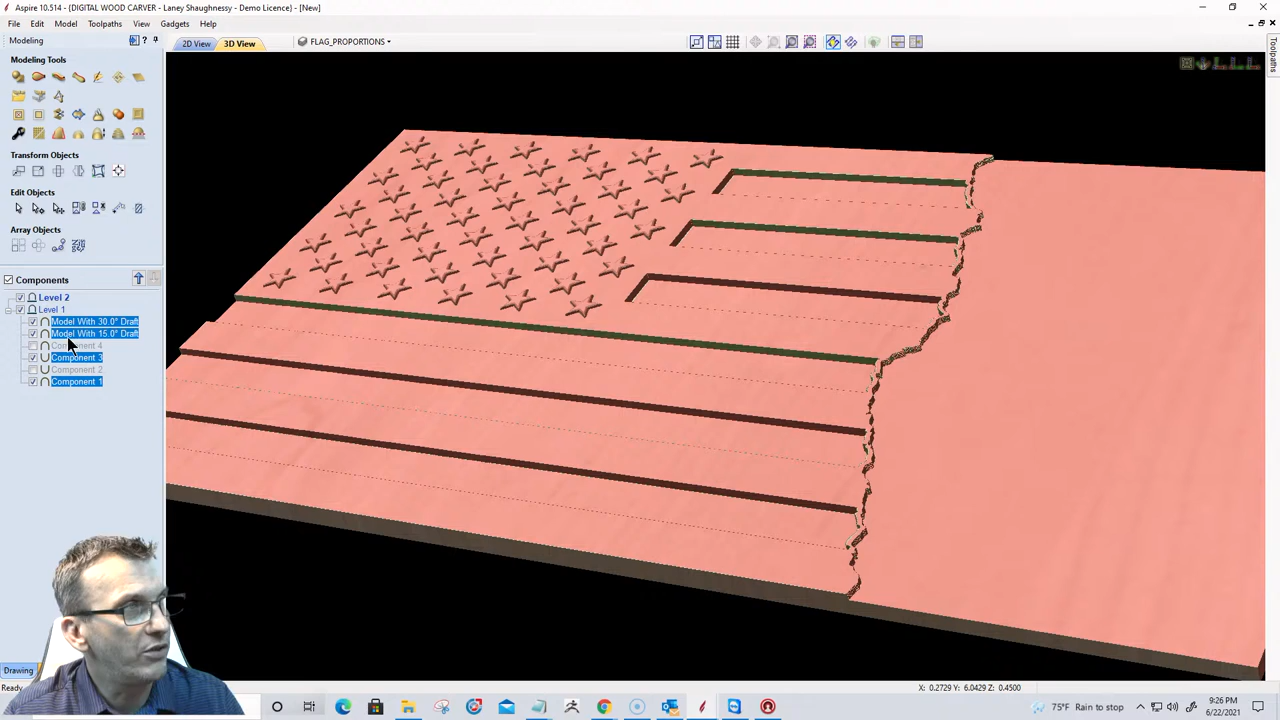 Aspire 10.514 - (DIGITAL WOOD CARVER - Laney Shaughnessy - Demo Licence) - [New]
File Edit Model Toolpaths View Gadgets Help
Modeling
2D View 3D View FLAG_PROPORTIONS
Toolpaths
Modeling Tools
Transform Objects
Edit Objects
Array Objects
Components
Level 2
Level 1
Model With 30.0° Draft
Model With 15.0° Draft
Component 4
Component 3
Component 2
Component 1
Drawing
Ready
X: 0.2729 Y: 6.0429 Z: 0.4500
75°F Rain to stop
9:26 PM
6/22/2021